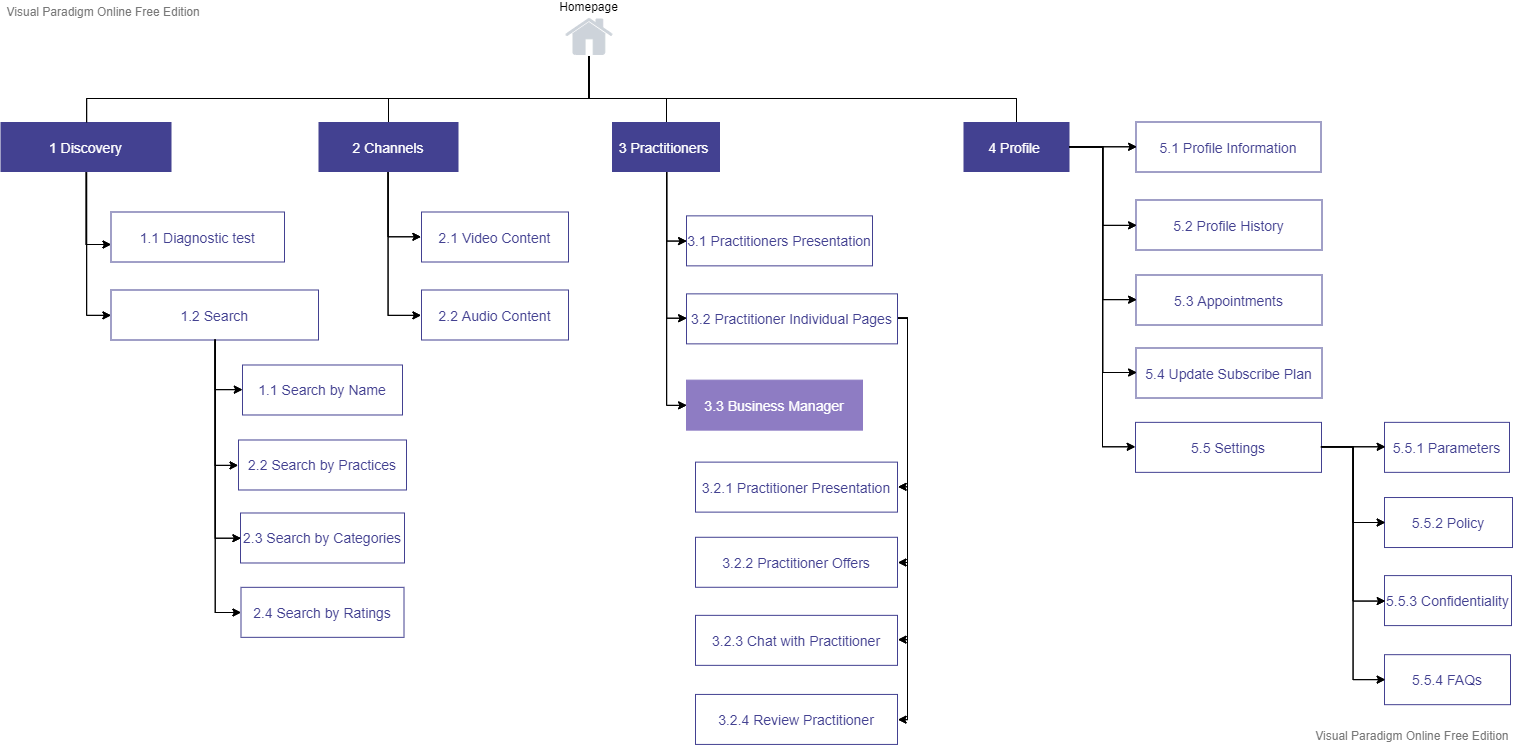 Visual Paradigm Online Free Edition
Homepage
1 Discovery
2 Channels
3 Practitioners
4 Profile
5.1 Profile Information
1.1 Diagnostic test
2.1 Video Content
3.1 Practitioners Presentation
5.2 Profile History
1.2 Search
2.2 Audio Content
3.2 Practitioner Individual Pages
5.3 Appointments
1.1 Search by Name
3.3 Business Manager
5.4 Update Subscribe Plan
2.2 Search by Practices
5.5 Settings
5.5.1 Parameters
2.3 Search by Categories
3.2.1 Practitioner Presentation
5.5.2 Policy
2.4 Search by Ratings
3.2.2 Practitioner Offers
5.5.3 Confidentiality
3.2.3 Chat with Practitioner
5.5.4 FAQs
3.2.4 Review Practitioner
Visual Paradigm Online Free Edition